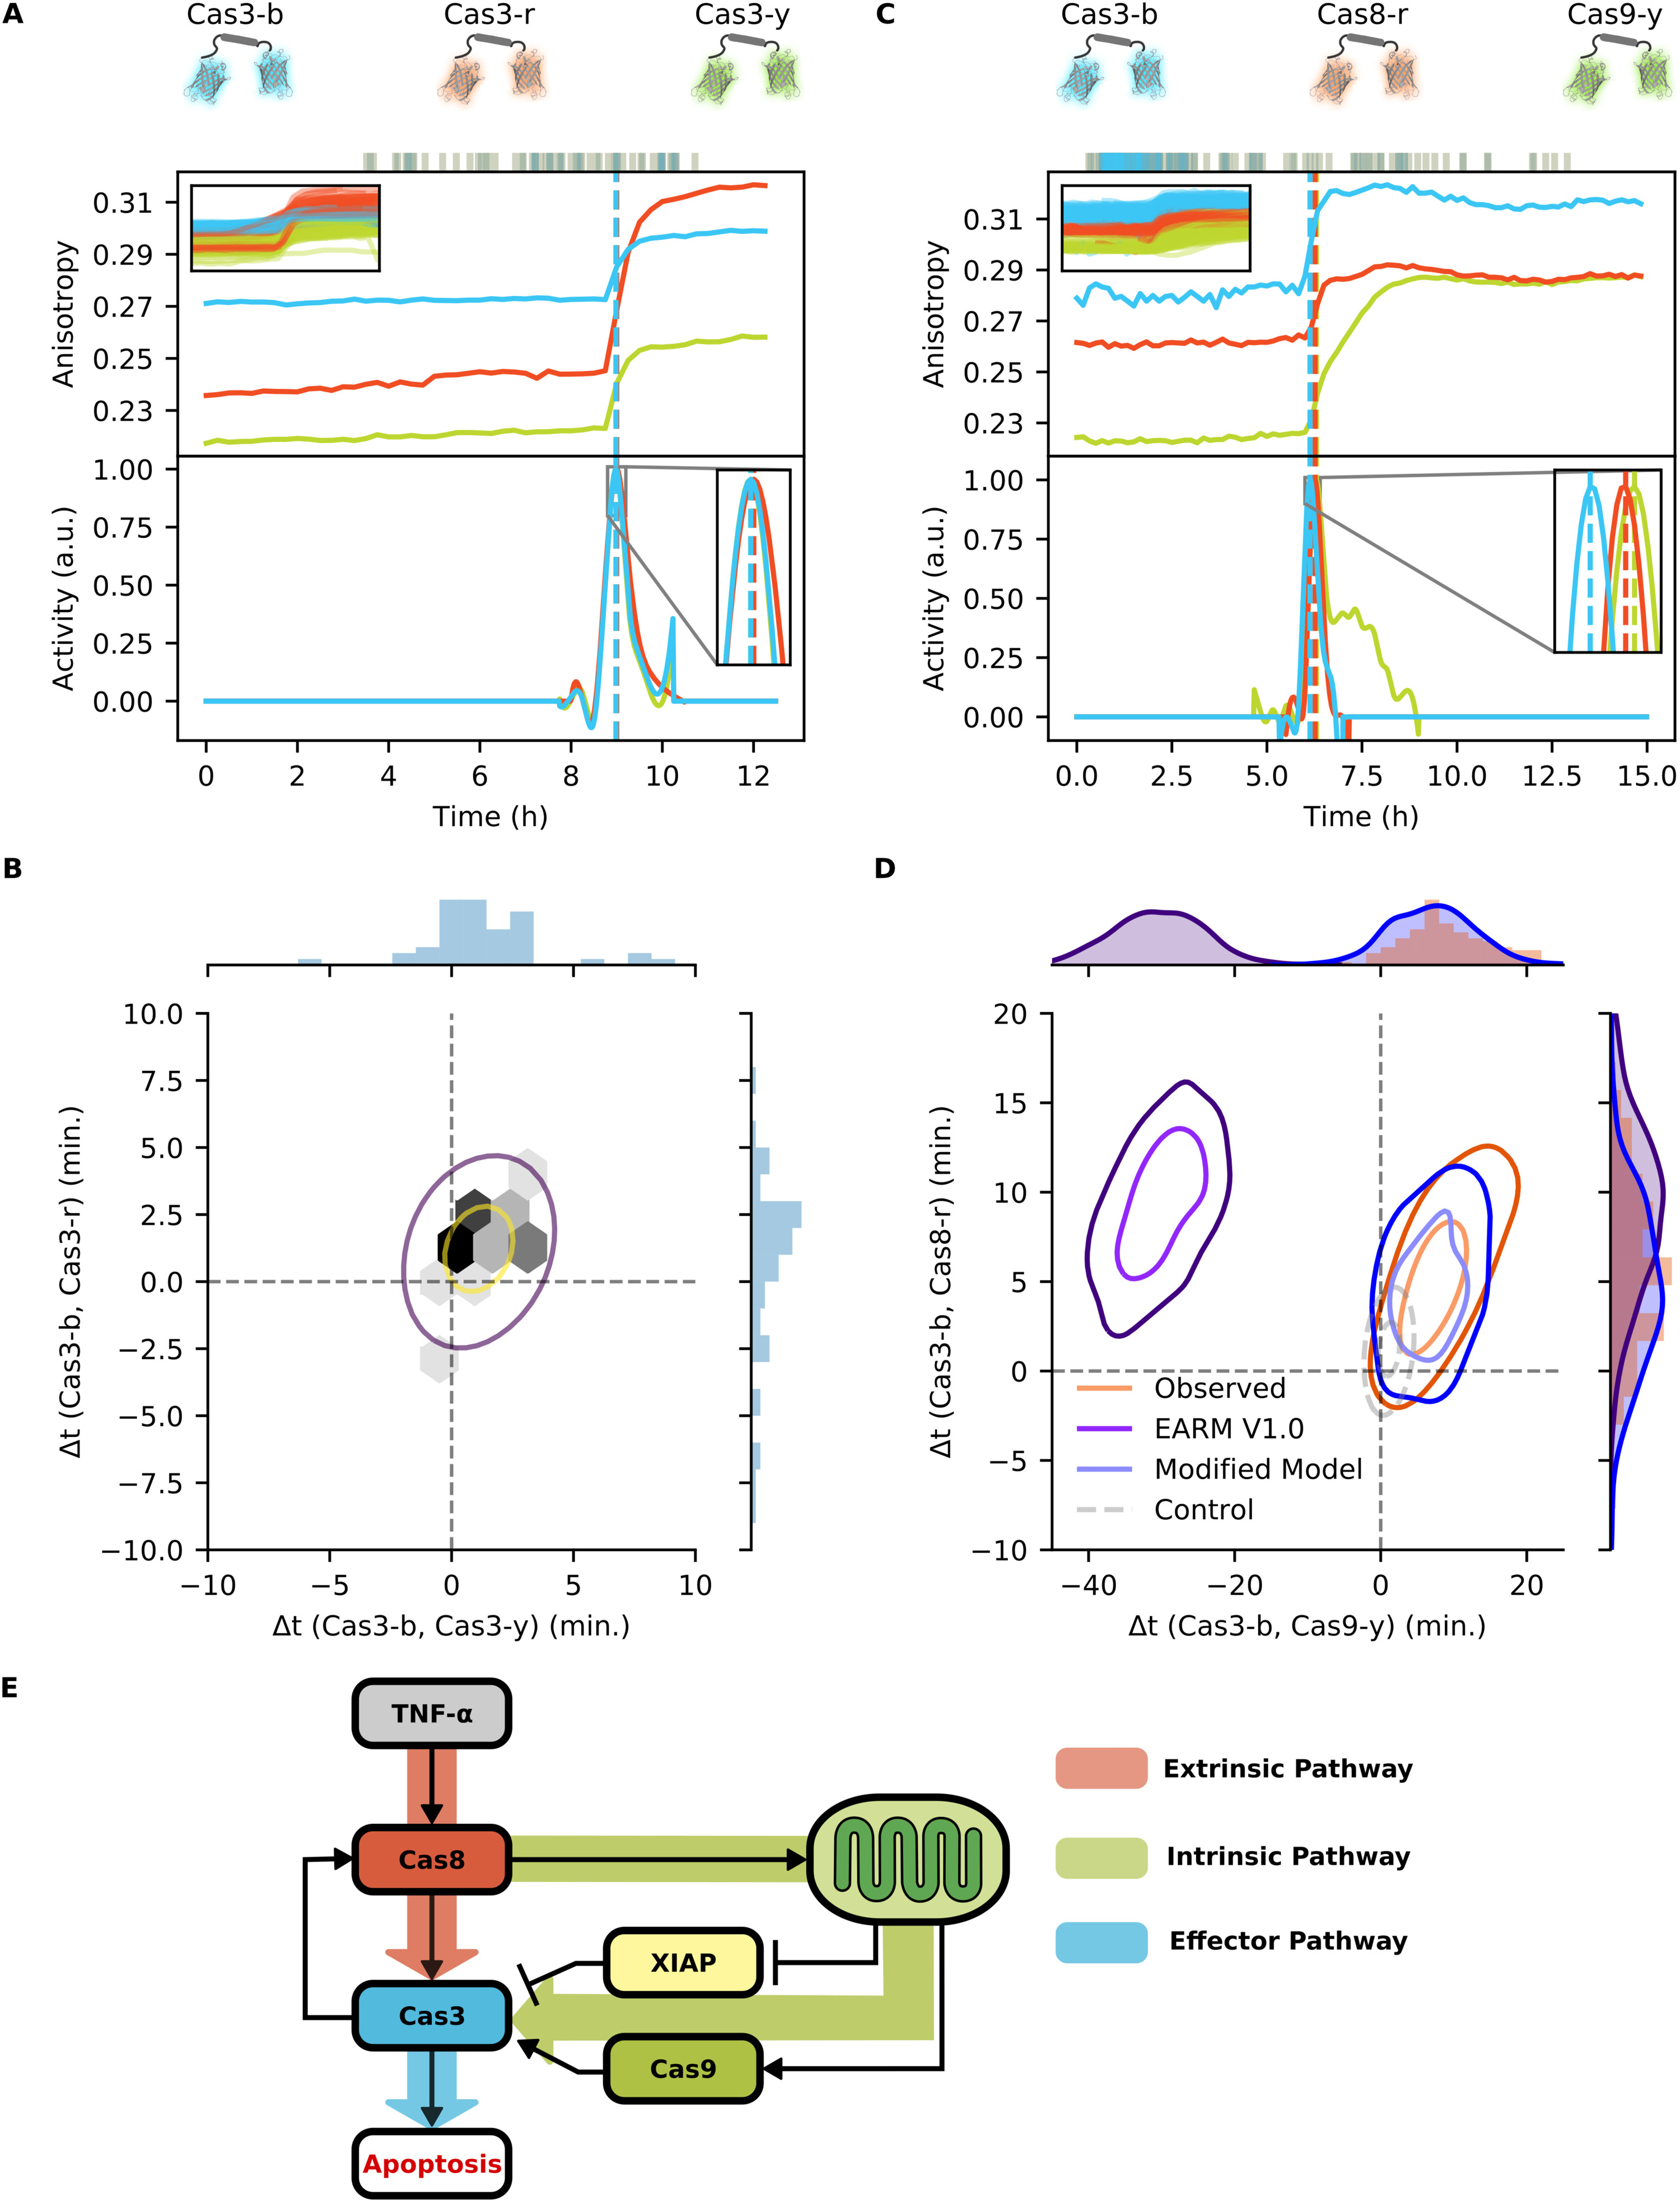 A
Cas3-b
Cas3-r
Cas3-y
Anisotropy
0.31
0.29
0.27
0.25
0.23
Activity (a.u.)
1.00
0.75
0.50
0.25
0.00
0 2 4 6 8 10 12
Time (h)
C
Cas3-b
Cas8-r
Cas9-y
Anisotropy
0.31
0.29
0.27
0.25
0.23
Activity (a.u.)
1.00
0.75
0.50
0.25
0.00
0.0 2.5 5.0 7.5 10.0 12.5 15.0
Time (h)
B
Δt (Cas3-b, Cas3-r) (min.)
10.0
7.5
5.0
2.5
0.0
−2.5
−5.0
−7.5
−10.0
−10 −5 0 5 10
Δt (Cas3-b, Cas3-y) (min.)
D
Δt (Cas3-b, Cas8-r) (min.)
20
15
10
5
0
−5
−10
Observed
EARM V1.0
Modified Model
Control
−40 −20 0 20
Δt (Cas3-b, Cas9-y) (min.)
E
TNF-α
Cas8
XIAP
Cas3
Cas9
Apoptosis
Extrinsic Pathway
Intrinsic Pathway
Effector Pathway